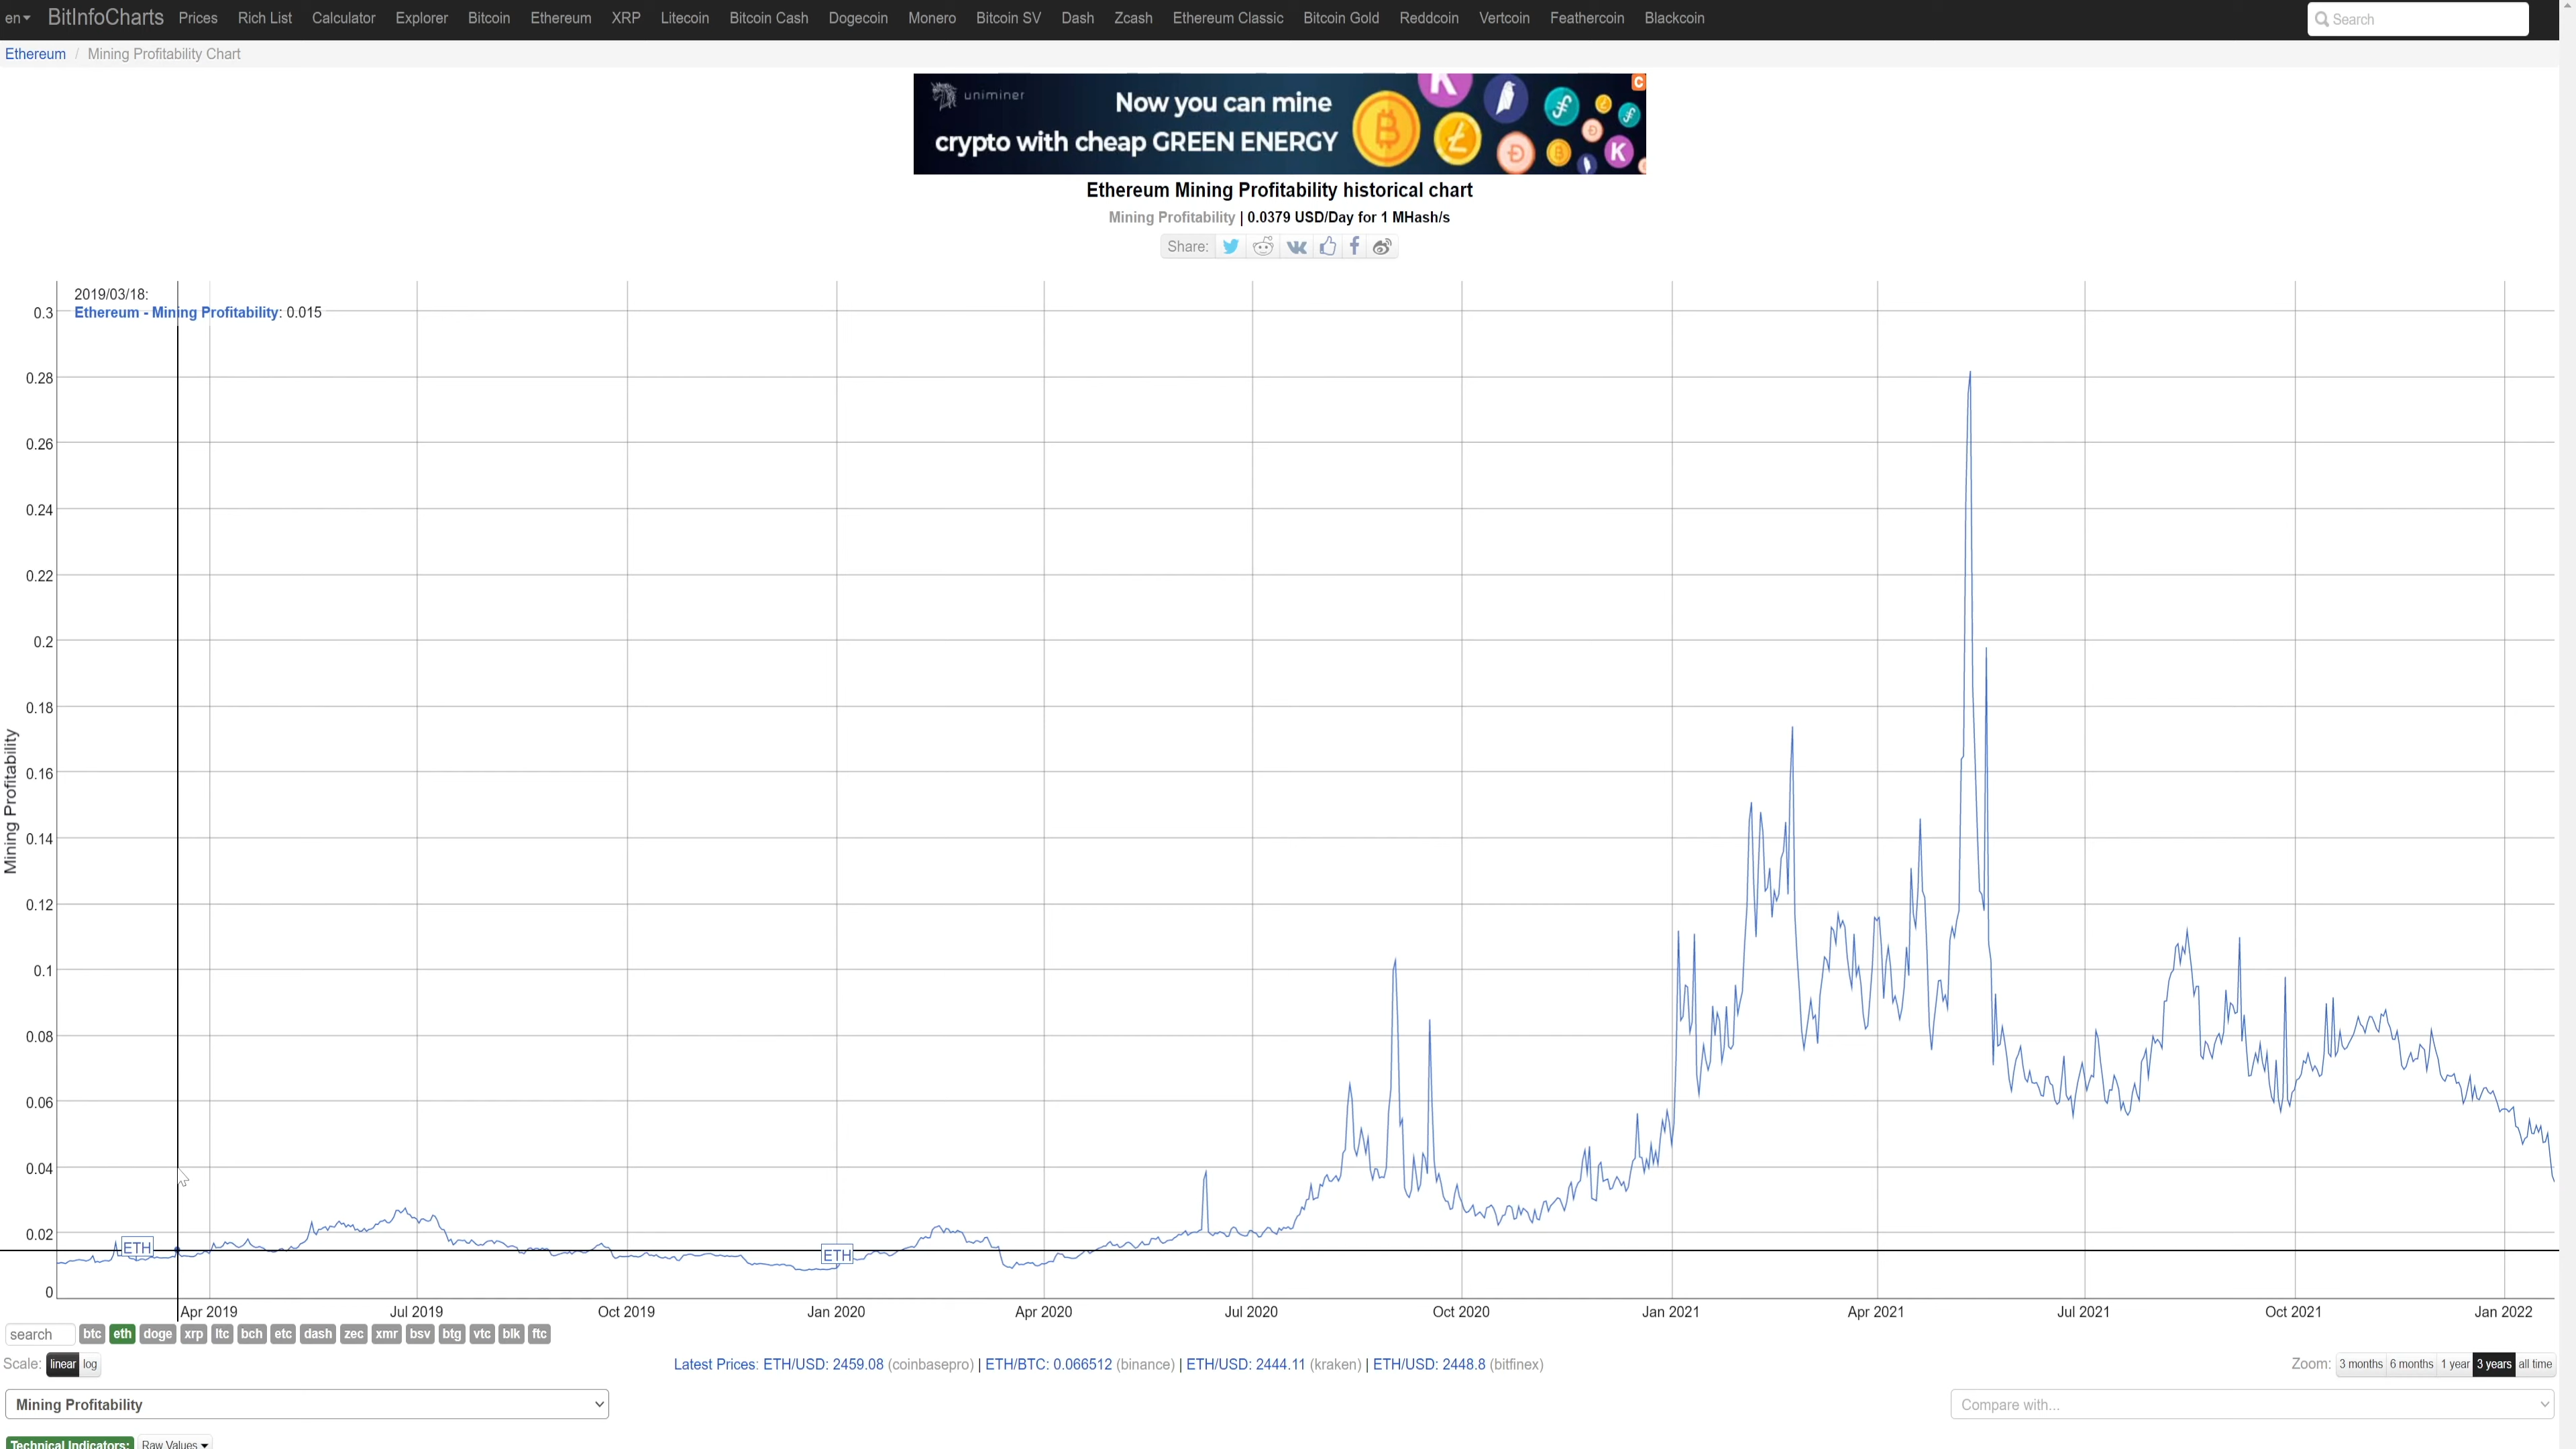 en BitInfoCharts Prices Rich List Calculator Explorer Bitcoin Ethereum XRP Litecoin Bitcoin Cash Dogecoin Monero Bitcoin SV Dash Zcash Ethereum Classic Bitcoin Gold Reddcoin Vertcoin Feathercoin Blackcoin Search
Ethereum / Mining Profitability Chart
uniminer
Now you can mine
crypto with cheap GREEN ENERGY
Ethereum Mining Profitability historical chart
Mining Profitability | 0.0379 USD/Day for 1 MHash/s
Share:
2019/03/18:
Ethereum - Mining Profitability: 0.015
0.3
0.28
0.26
0.24
0.22
0.2
0.18
0.16
0.14
0.12
0.1
0.08
0.06
0.04
0.02
0
Mining Profitability
ETH
ETH
Apr 2019 Jul 2019 Oct 2019 Jan 2020 Apr 2020 Jul 2020 Oct 2020 Jan 2021 Apr 2021 Jul 2021 Oct 2021 Jan 2022
search btc eth doge xrp ltc bch etc dash zec xmr bsv btg vtc blk ftc
Scale: linear log
Latest Prices: ETH/USD: 2459.08 (coinbasepro) | ETH/BTC: 0.066512 (binance) | ETH/USD: 2444.11 (kraken) | ETH/USD: 2448.8 (bitfinex)
Zoom: 3 months 6 months 1 year 3 years all time
Mining Profitability
Compare with...
Technical Indicators: Raw Values